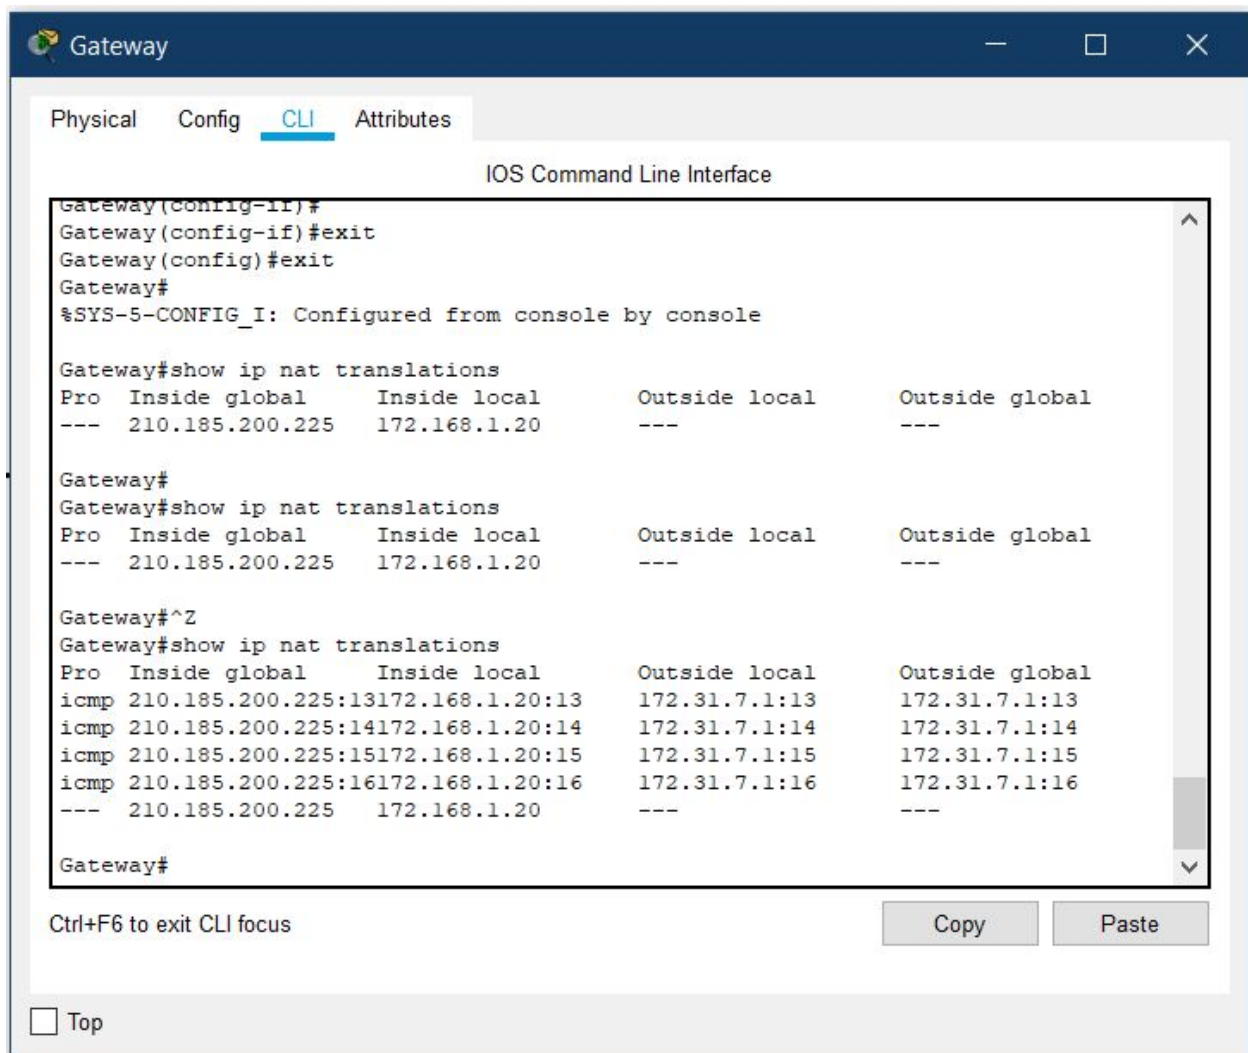 Gateway
Physical Config CLI Attributes
IOS Command Line Interface
Gateway(config-if)#
Gateway(config-if)#exit
Gateway(config)#exit
Gateway#
%SYS-5-CONFIG_I: Configured from console by console
Gateway#show ip nat translations
Pro  Inside global     Inside local       Outside local      Outside global
---  210.185.200.225   172.168.1.20       ---                ---
Gateway#
Gateway#show ip nat translations
Pro  Inside global     Inside local       Outside local      Outside global
---  210.185.200.225   172.168.1.20       ---                ---
Gateway#^Z
Gateway#show ip nat translations
Pro  Inside global     Inside local       Outside local      Outside global
icmp 210.185.200.225:13172.168.1.20:13    172.31.7.1:13      172.31.7.1:13
icmp 210.185.200.225:14172.168.1.20:14    172.31.7.1:14      172.31.7.1:14
icmp 210.185.200.225:15172.168.1.20:15    172.31.7.1:15      172.31.7.1:15
icmp 210.185.200.225:16172.168.1.20:16    172.31.7.1:16      172.31.7.1:16
---  210.185.200.225   172.168.1.20       ---                ---
Gateway#
Ctrl+F6 to exit CLI focus Copy Paste
Top